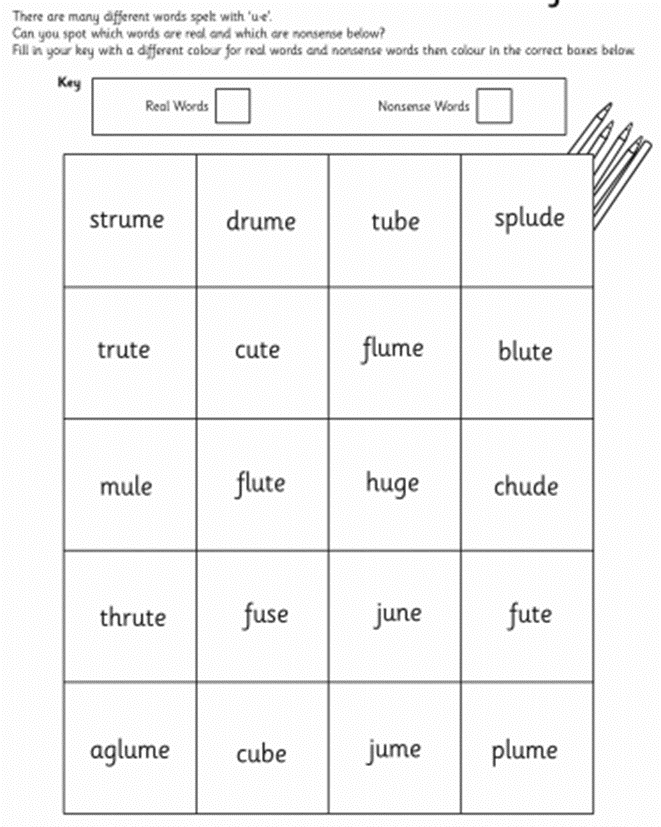 There are many different words spelt with 'u-e'.
Can you spot which words are real and which are nonsense below?
Fill in your key with a different colour for real words and nonsense words then colour in the correct boxes below.
Key
Real Words
Nonsense Words
strume drume tube splude
trute cute flume blute
mule flute huge chude
thrute fuse june fute
aglume cube jume plume